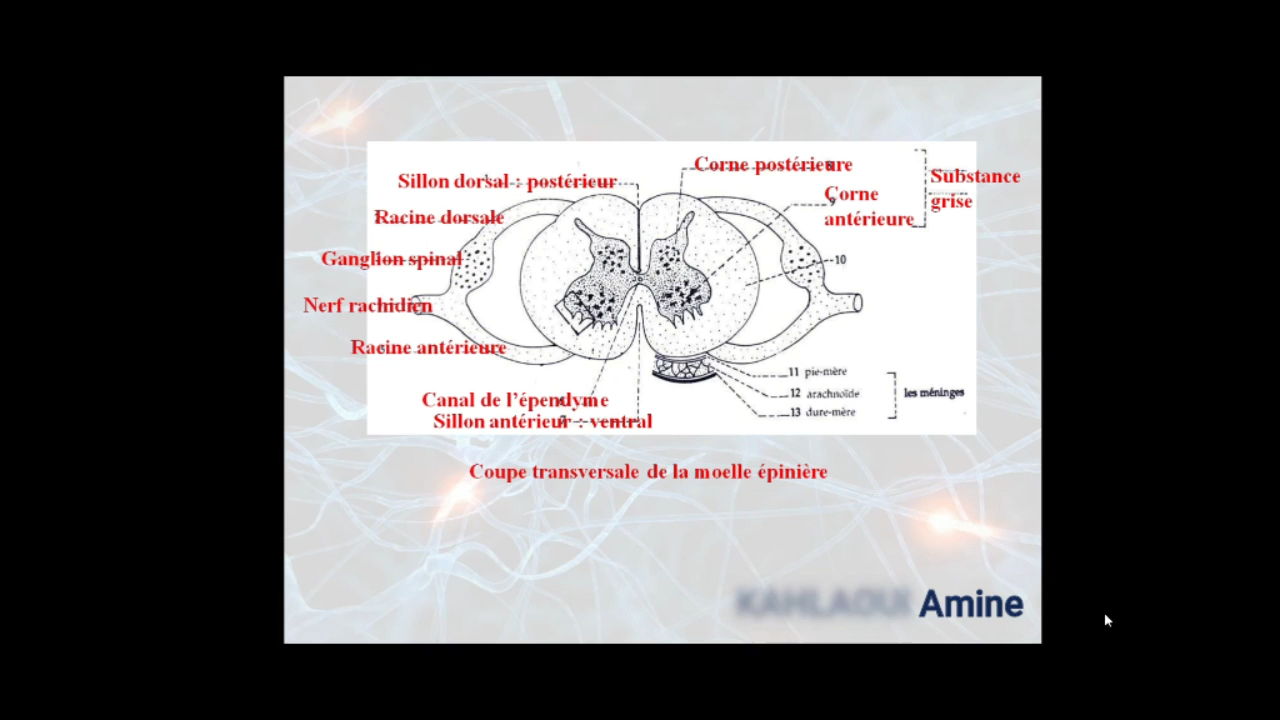 Corne postérieure
Sillon dorsal : postérieur
Substance
grise
Corne
antérieure
Racine dorsale
Ganglion spinal
10
Nerf rachidien
Racine antérieure
11 pie-mère
12 arachnoïde
les méninges
13 dure-mère
Canal de l'épendyme
Sillon antérieur : ventral
Coupe transversale de la moelle épinière
Amine